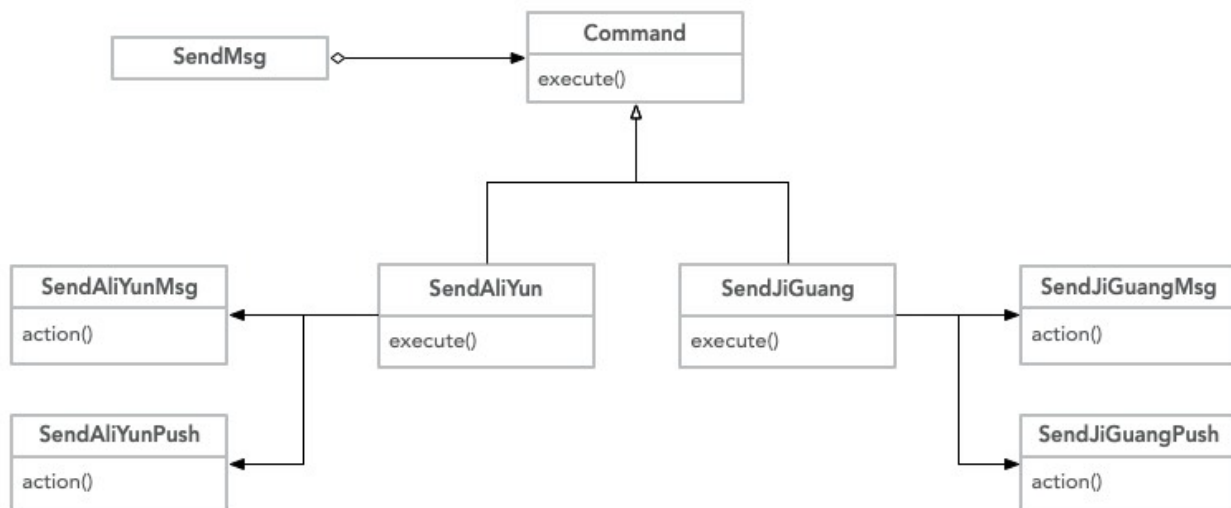 SendMsg
Command
execute()
SendAliYunMsg
action()
SendAliYun
execute()
SendJiGuang
execute()
SendJiGuangMsg
action()
SendAliYunPush
action()
SendJiGuangPush
action()